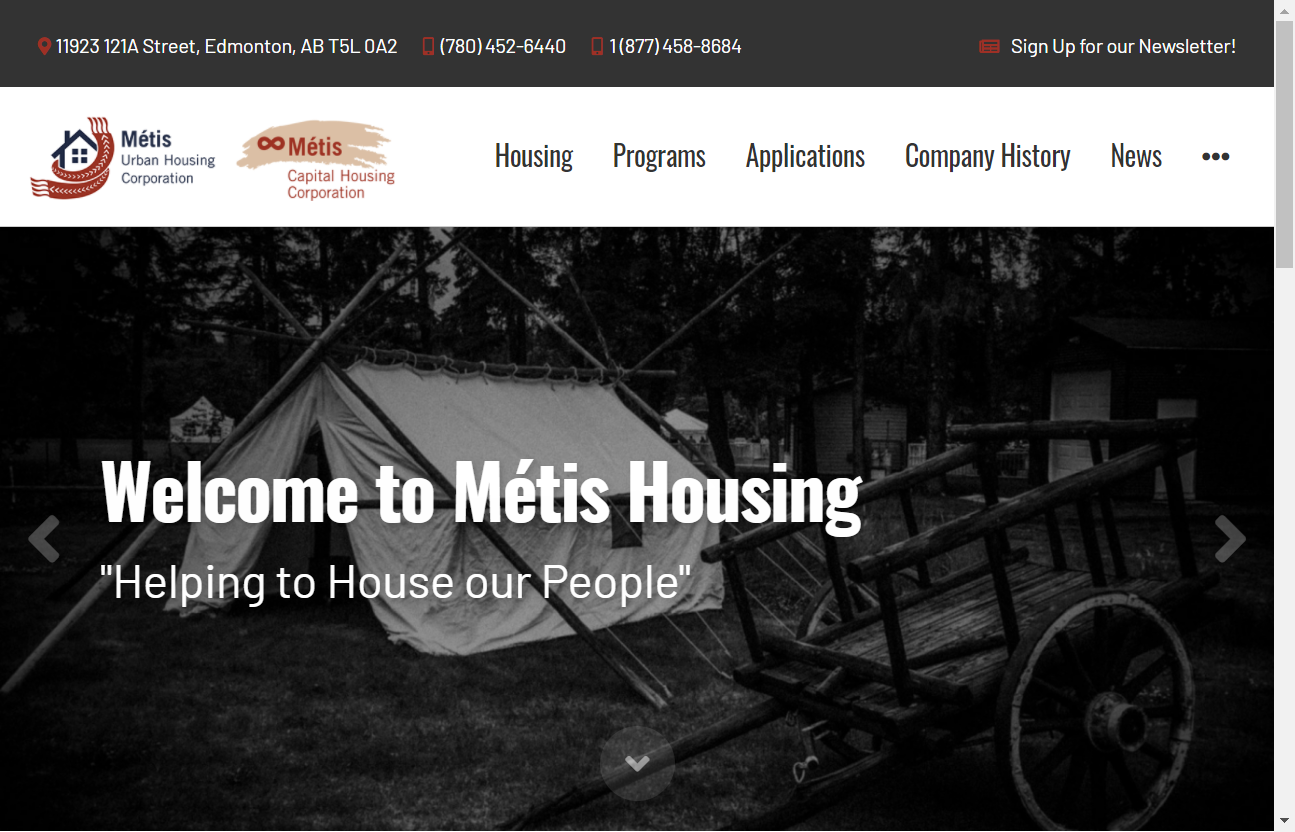 11923 121A Street, Edmonton, AB T5L 0A2 (780) 452-6440 1 (877) 458-8684 Sign Up for our Newsletter!
Métis
Urban Housing
Corporation
Métis
Capital Housing
Corporation
Housing Programs Applications Company History News •••
Welcome to Métis Housing
"Helping to House our People"